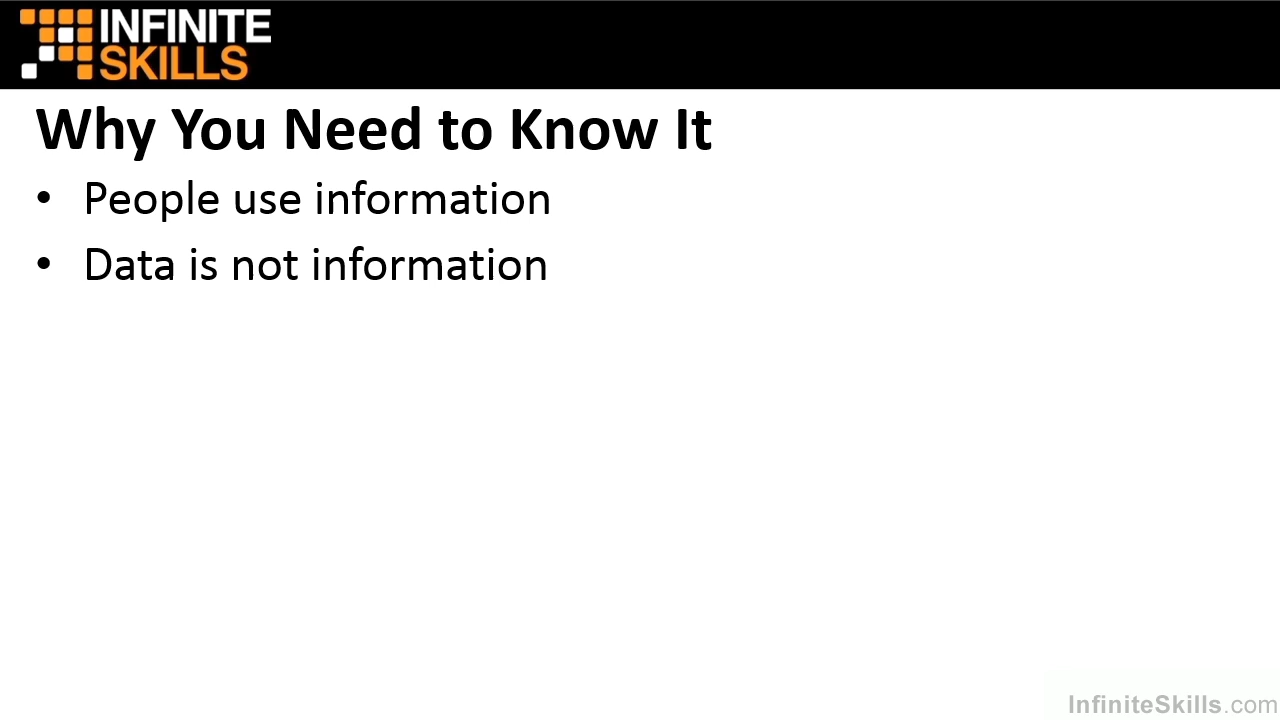 INFINITE
SKILLS
Why You Need to Know It
• People use information
• Data is not information
InfiniteSkills.com